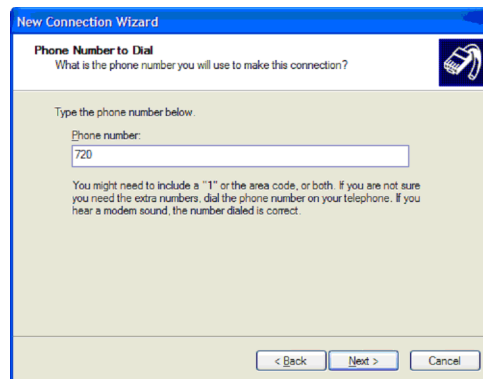 New Connection Wizard
Phone Number to Dial
What is the phone number you will use to make this connection?
Type the phone number below.
Phone number:
720
You might need to include a "1" or the area code, or both. If you are not sure
you need the extra numbers, dial the phone number on your telephone. If you
hear a modem sound, the number dialed is correct.
< Back Next > Cancel